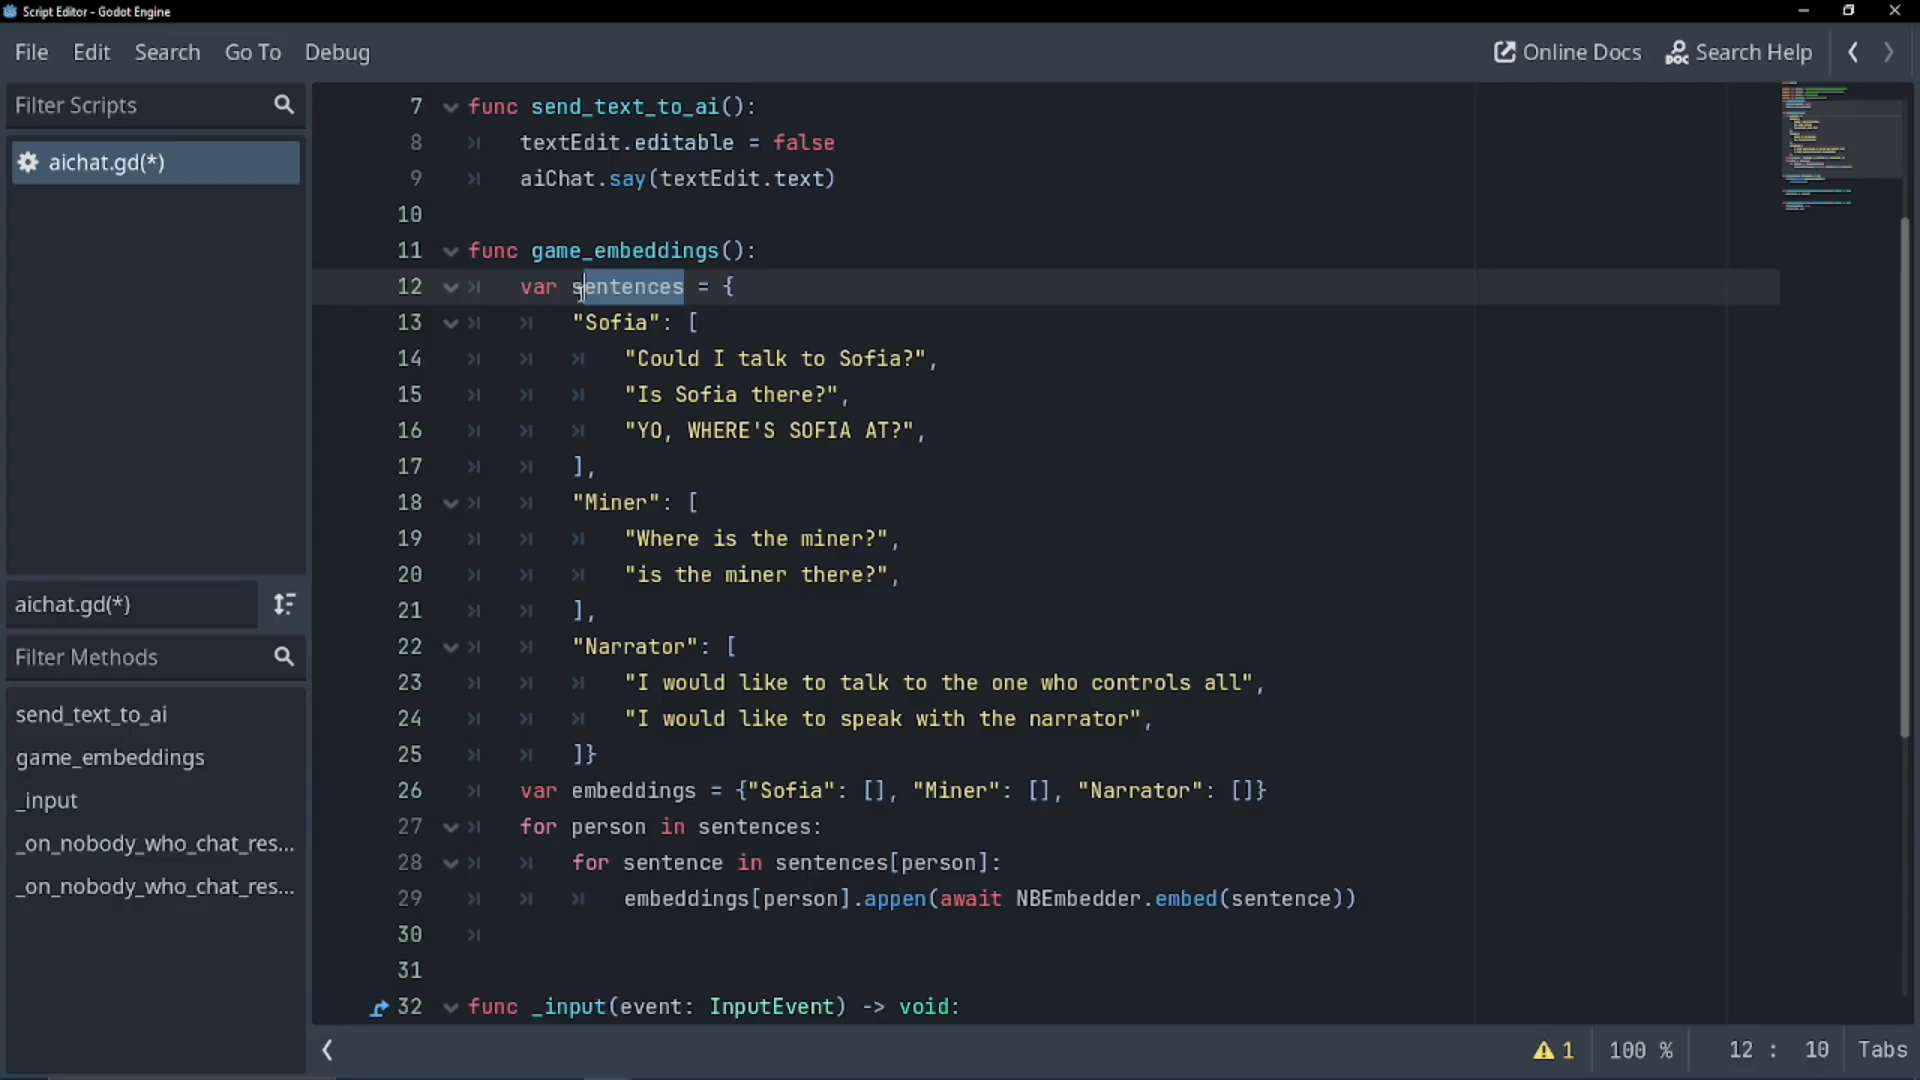 Script Editor - Godot Engine
File Edit Search Go To Debug
Online Docs Search Help
Filter Scripts
aichat.gd(*)
aichat.gd(*)
Filter Methods
send_text_to_ai
game_embeddings
_input
_on_nobody_who_chat_res...
_on_nobody_who_chat_res...
7 func send_text_to_ai():
8 textEdit.editable = false
9 aiChat.say(textEdit.text)
10
11 func game_embeddings():
12 var sentences = {
13 "Sofia": [
14 "Could I talk to Sofia?",
15 "Is Sofia there?",
16 "YO, WHERE'S SOFIA AT?",
17 ],
18 "Miner": [
19 "Where is the miner?",
20 "is the miner there?",
21 ],
22 "Narrator": [
23 "I would like to talk to the one who controls all",
24 "I would like to speak with the narrator",
25 ]}
26 var embeddings = {"Sofia": [], "Miner": [], "Narrator": []}
27 for person in sentences:
28 for sentence in sentences[person]:
29 embeddings[person].appen(await NBEmbedder.embed(sentence))
30
31
32 func _input(event: InputEvent) -> void:
1 100 % 12 : 10 Tabs